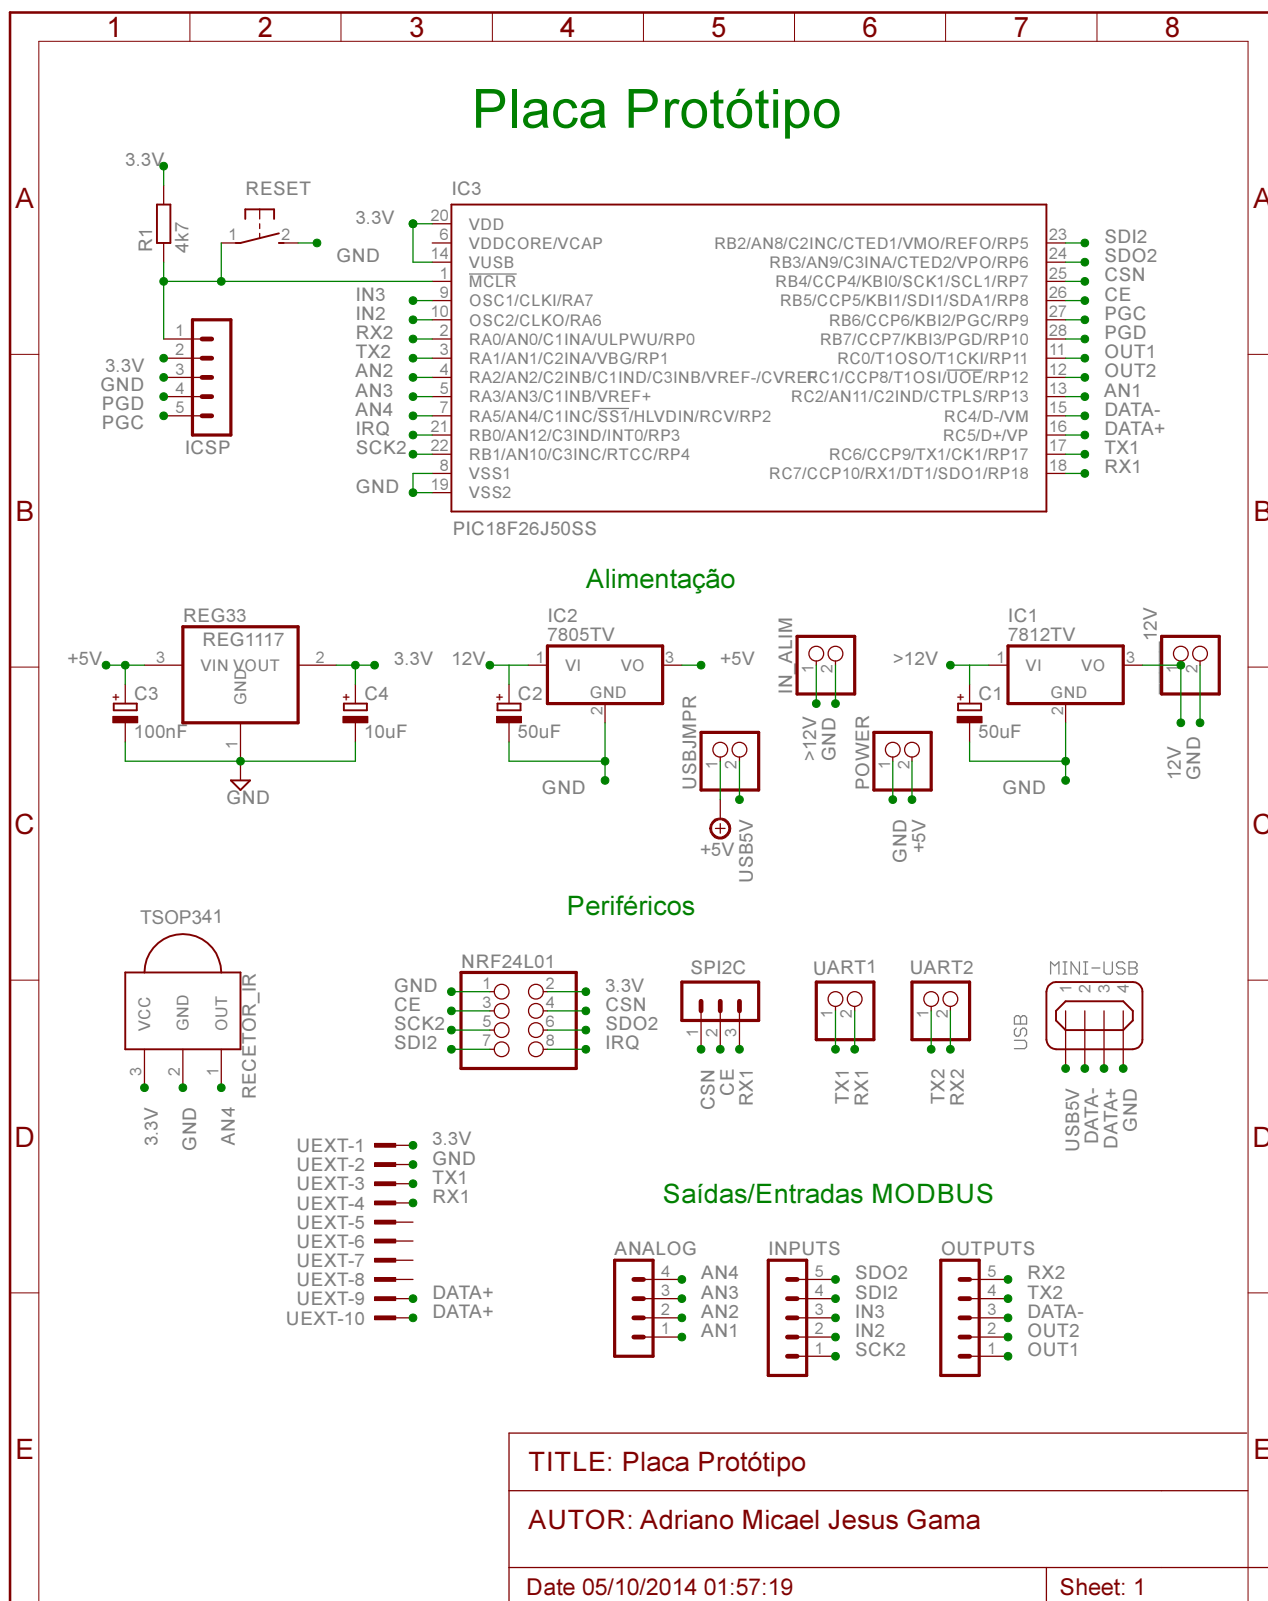 1 2 3 4 5 6 7 8
Placa Protótipo
A
A
3.3V
R1
4k7
RESET
1 2
GND
ICSP
1
2
3
4
5
3.3V
GND
PGD
PGC
IC3
3.3V
20 VDD
6 VDDCORE/VCAP
14 VUSB
1 MCLR
IN3 9 OSC1/CLKI/RA7
IN2 10 OSC2/CLKO/RA6
RX2 2 RA0/AN0/C1INA/ULPWU/RP0
TX2 3 RA1/AN1/C2INA/VBG/RP1
AN2 4 RA2/AN2/C2INB/C1IND/C3INB/VREF-/CVREF
AN3 5 RA3/AN3/C1INB/VREF+
AN4 7 RA5/AN4/C1INC/SS1/HLVDIN/RCV/RP2
IRQ 21 RB0/AN12/C3IND/INT0/RP3
SCK2 22 RB1/AN10/C3INC/RTCC/RP4
8 VSS1
GND 19 VSS2
RB2/AN8/C2INC/CTED1/VMO/REFO/RP5 23 SDI2
RB3/AN9/C3INA/CTED2/VPO/RP6 24 SDO2
RB4/CCP4/KBI0/SCK1/SCL1/RP7 25 CSN
RB5/CCP5/KBI1/SDI1/SDA1/RP8 26 CE
RB6/CCP6/KBI2/PGC/RP9 27 PGC
RB7/CCP7/KBI3/PGD/RP10 28 PGD
RC0/T1OSO/T1CKI/RP11 11 OUT1
RC1/CCP8/T1OSI/UOE/RP12 12 OUT2
RC2/AN11/C2IND/CTPLS/RP13 13 AN1
RC4/D-/VM 15 DATA-
RC5/D+/VP 16 DATA+
RC6/CCP9/TX1/CK1/RP17 17 TX1
RC7/CCP10/RX1/DT1/SDO1/RP18 18 RX1
PIC18F26J50SS
B
B
Alimentação
REG33
REG1117
+5V 3 VIN VOUT 2 3.3V
GND
1
C3
100nF
C4
10uF
GND
IC2
7805TV
12V 1 VI VO 3 +5V
GND
2
C2
50uF
GND
USBJMPR
1
2
+5V
USB5V
IN_ALIM
1
2
>12V
GND
POWER
1
2
GND
+5V
IC1
7812TV
>12V 1 VI VO 3
GND
2
C1
50uF
GND
12V
1
2
12V
GND
C
C
Periféricos
TSOP341
VCC
GND
OUT
RECETOR_IR
3
2
1
3.3V
GND
AN4
NRF24L01
GND 1 2 3.3V
CE 3 4 CSN
SCK2 5 6 SDO2
SDI2 7 8 IRQ
SPI2C
1
2
3
CSN
CE
RX1
UART1
1
2
TX1
RX1
UART2
1
2
TX2
RX2
MINI-USB
1
2
3
4
USB
USB5V
DATA-
DATA+
GND
D
D
UEXT-1 3.3V
UEXT-2 GND
UEXT-3 TX1
UEXT-4 RX1
UEXT-5
UEXT-6
UEXT-7
UEXT-8
UEXT-9 DATA+
UEXT-10 DATA+
Saídas/Entradas MODBUS
ANALOG
4 AN4
3 AN3
2 AN2
1 AN1
INPUTS
5 SDO2
4 SDI2
3 IN3
2 IN2
1 SCK2
OUTPUTS
5 RX2
4 TX2
3 DATA-
2 OUT2
1 OUT1
E
E
TITLE: Placa Protótipo
AUTOR: Adriano Micael Jesus Gama
Date 05/10/2014 01:57:19
Sheet: 1